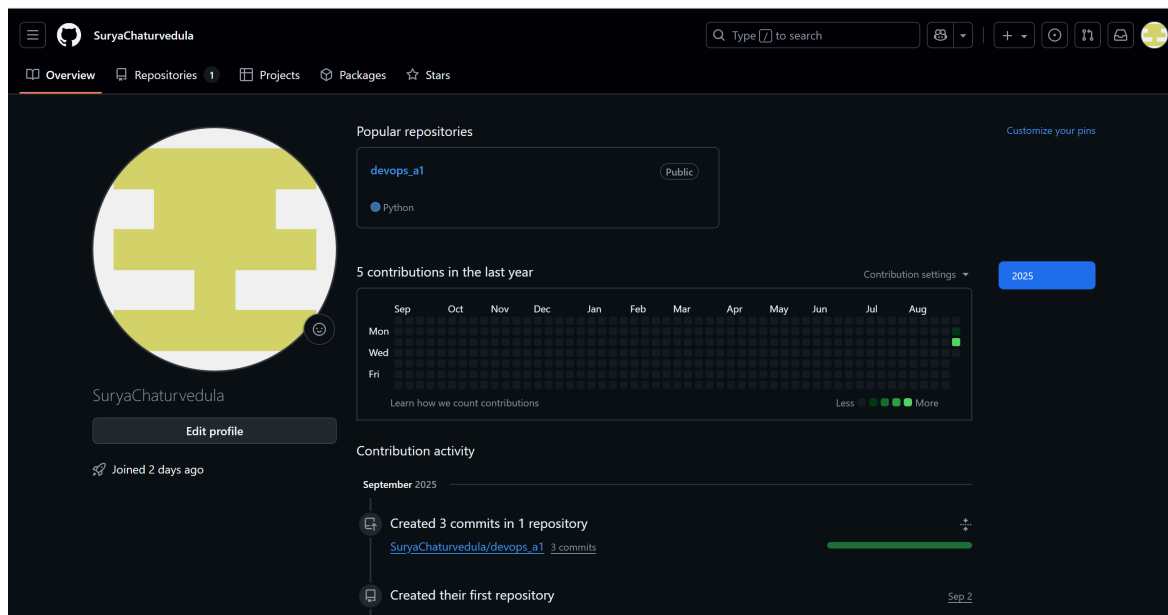 SuryaChaturvedula
Type / to search
Overview Repositories 1 Projects Packages Stars
Popular repositories
Customize your pins
devops_a1
Public
Python
5 contributions in the last year
Contribution settings
2025
Sep Oct Nov Dec Jan Feb Mar Apr May Jun Jul Aug
Mon
Wed
Fri
Learn how we count contributions
Less More
SuryaChaturvedula
Edit profile
Joined 2 days ago
Contribution activity
September 2025
Created 3 commits in 1 repository
SuryaChaturvedula/devops_a1 3 commits
Created their first repository
Sep 2